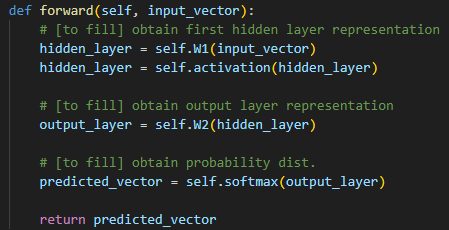 def forward(self, input_vector):
    # [to fill] obtain first hidden layer representation
    hidden_layer = self.W1(input_vector)
    hidden_layer = self.activation(hidden_layer)
    # [to fill] obtain output layer representation
    output_layer = self.W2(hidden_layer)
    # [to fill] obtain probability dist.
    predicted_vector = self.softmax(output_layer)
    return predicted_vector